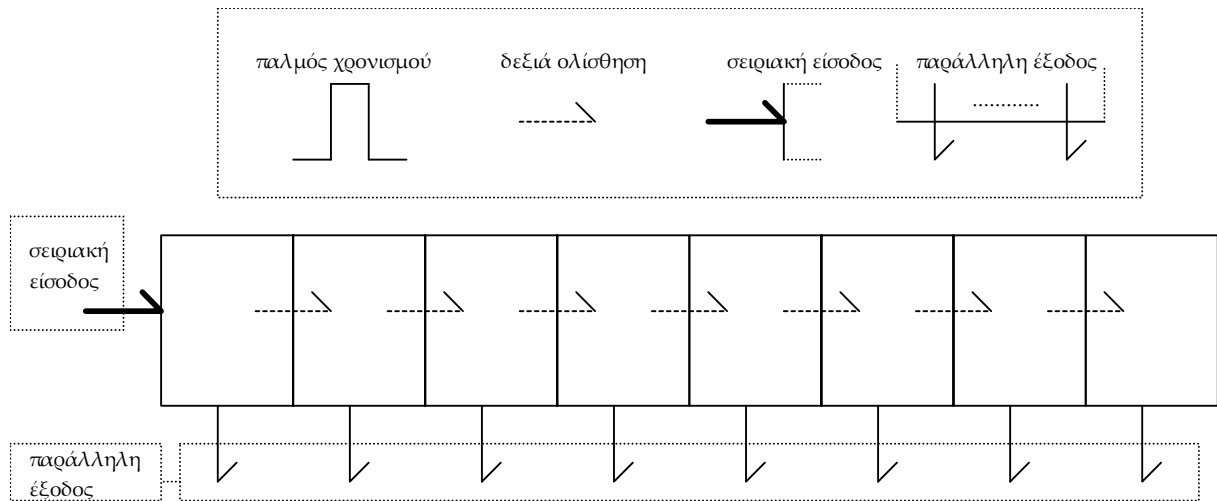 παλμός χρονισμού δεξιά ολίσθηση σειριακή είσοδος παράλληλη έξοδος
σειριακή
είσοδος
παράλληλη
έξοδος